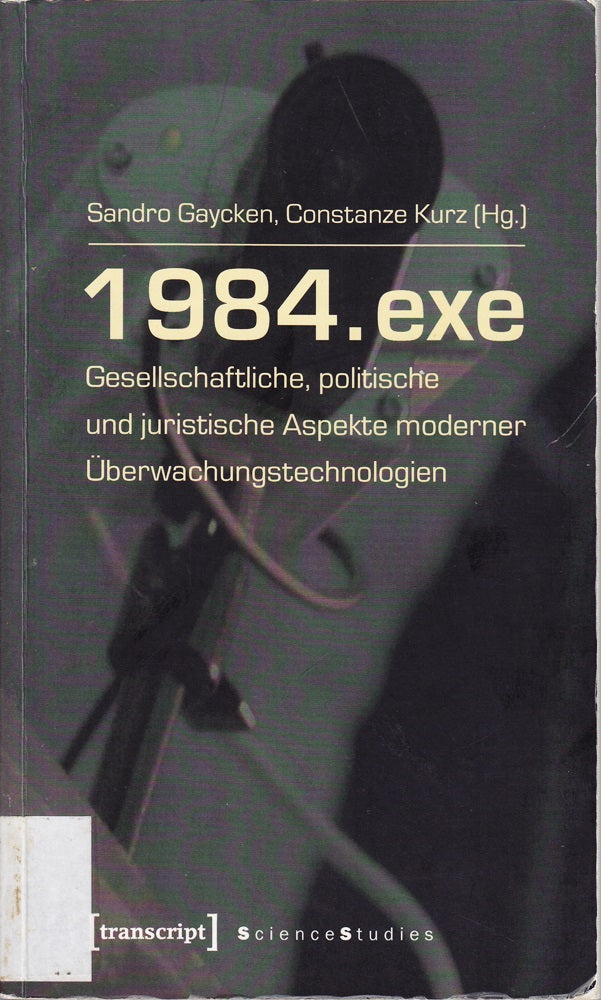 Sandro Gaycken, Constanze Kurz (Hg.)
1984.exe
Gesellschaftliche, politische
und juristische Aspekte moderner
Überwachungstechnologien
[transcript] ScienceStudies